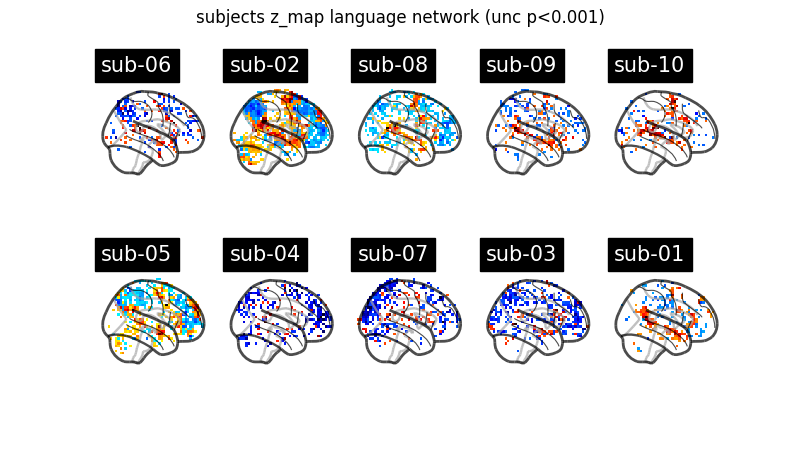 subjects z_map language network (unc p<0.001)
sub-06 sub-02 sub-08 sub-09 sub-10
sub-05 sub-04 sub-07 sub-03 sub-01